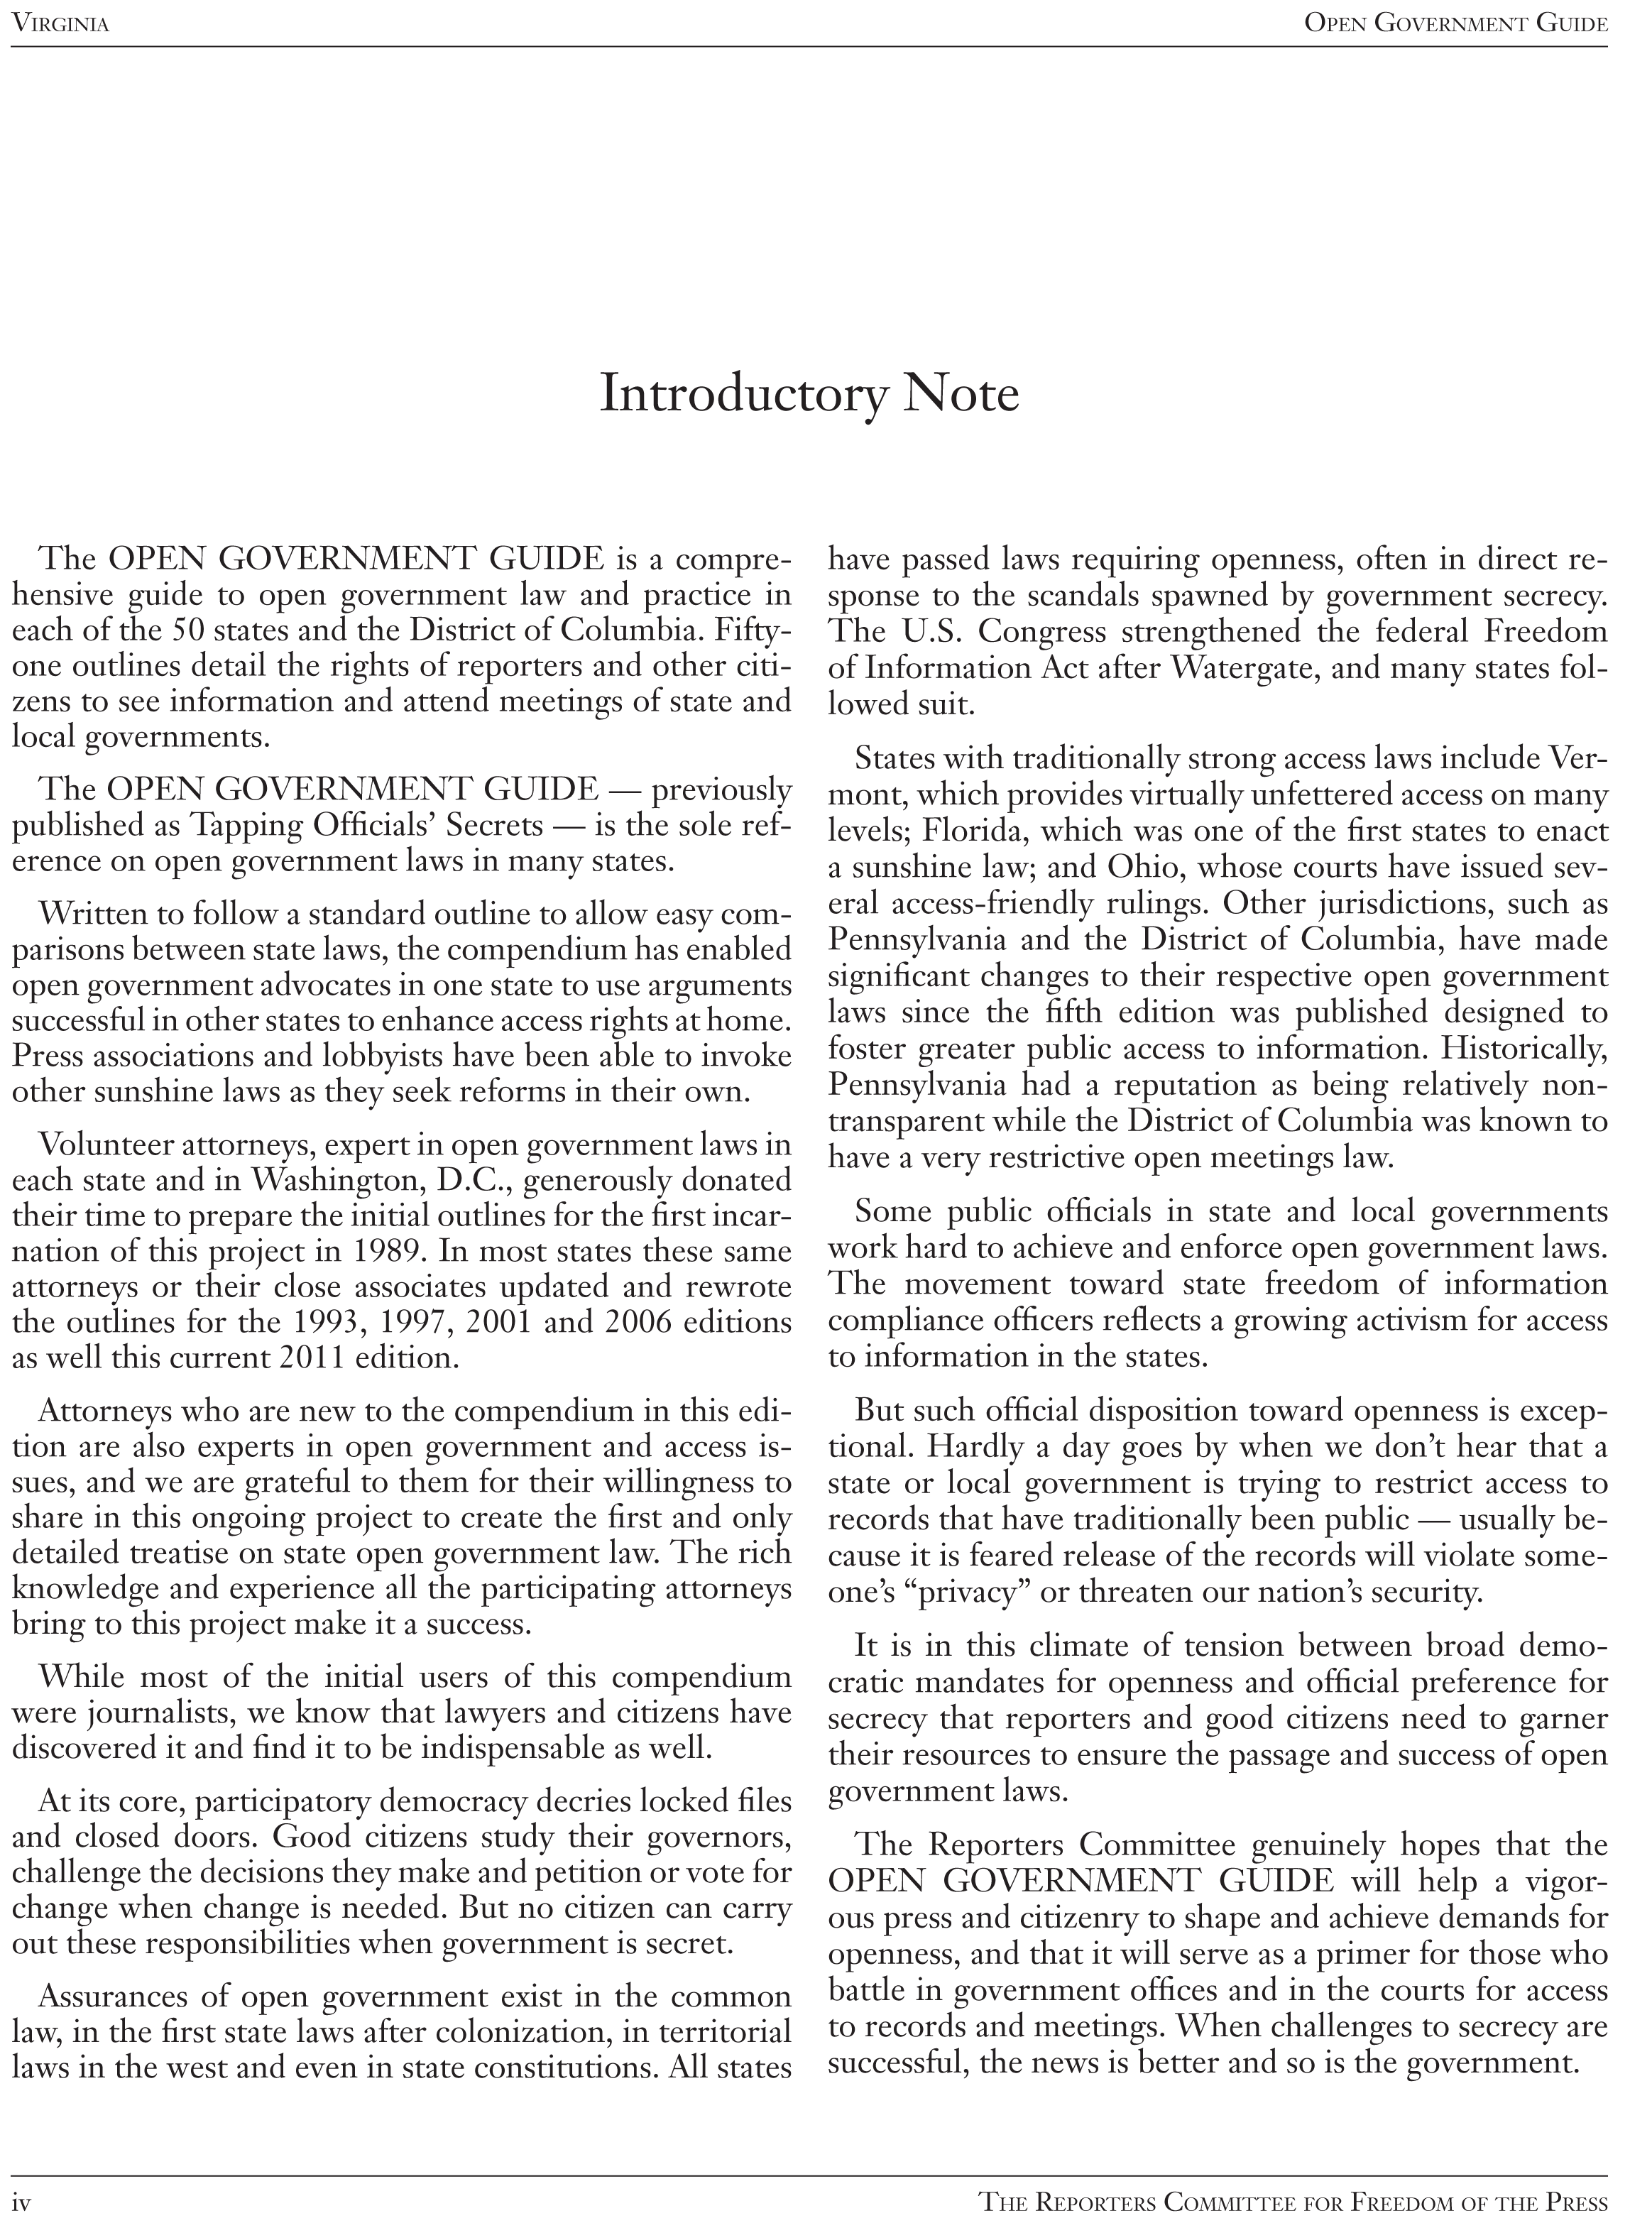 Virginia
Open Government Guide
Introductory Note
The OPEN GOVERNMENT GUIDE is a compre-
hensive guide to open government law and practice in
each of the 50 states and the District of Columbia. Fifty-
one outlines detail the rights of reporters and other citi-
zens to see information and attend meetings of state and
local governments.
The OPEN GOVERNMENT GUIDE — previously
published as Tapping Officials’ Secrets — is the sole ref-
erence on open government laws in many states.
Written to follow a standard outline to allow easy com-
parisons between state laws, the compendium has enabled
open government advocates in one state to use arguments
successful in other states to enhance access rights at home.
Press associations and lobbyists have been able to invoke
other sunshine laws as they seek reforms in their own.
Volunteer attorneys, expert in open government laws in
each state and in Washington, D.C., generously donated
their time to prepare the initial outlines for the first incar-
nation of this project in 1989. In most states these same
attorneys or their close associates updated and rewrote
the outlines for the 1993, 1997, 2001 and 2006 editions
as well this current 2011 edition.
Attorneys who are new to the compendium in this edi-
tion are also experts in open government and access is-
sues, and we are grateful to them for their willingness to
share in this ongoing project to create the first and only
detailed treatise on state open government law. The rich
knowledge and experience all the participating attorneys
bring to this project make it a success.
While most of the initial users of this compendium
were journalists, we know that lawyers and citizens have
discovered it and find it to be indispensable as well.
At its core, participatory democracy decries locked files
and closed doors. Good citizens study their governors,
challenge the decisions they make and petition or vote for
change when change is needed. But no citizen can carry
out these responsibilities when government is secret.
Assurances of open government exist in the common
law, in the first state laws after colonization, in territorial
laws in the west and even in state constitutions. All states
have passed laws requiring openness, often in direct re-
sponse to the scandals spawned by government secrecy.
The U.S. Congress strengthened the federal Freedom
of Information Act after Watergate, and many states fol-
lowed suit.
States with traditionally strong access laws include Ver-
mont, which provides virtually unfettered access on many
levels; Florida, which was one of the first states to enact
a sunshine law; and Ohio, whose courts have issued sev-
eral access-friendly rulings. Other jurisdictions, such as
Pennsylvania and the District of Columbia, have made
significant changes to their respective open government
laws since the fifth edition was published designed to
foster greater public access to information. Historically,
Pennsylvania had a reputation as being relatively non-
transparent while the District of Columbia was known to
have a very restrictive open meetings law.
Some public officials in state and local governments
work hard to achieve and enforce open government laws.
The movement toward state freedom of information
compliance officers reflects a growing activism for access
to information in the states.
But such official disposition toward openness is excep-
tional. Hardly a day goes by when we don’t hear that a
state or local government is trying to restrict access to
records that have traditionally been public — usually be-
cause it is feared release of the records will violate some-
one’s “privacy” or threaten our nation’s security.
It is in this climate of tension between broad demo-
cratic mandates for openness and official preference for
secrecy that reporters and good citizens need to garner
their resources to ensure the passage and success of open
government laws.
The Reporters Committee genuinely hopes that the
OPEN GOVERNMENT GUIDE will help a vigor-
ous press and citizenry to shape and achieve demands for
openness, and that it will serve as a primer for those who
battle in government offices and in the courts for access
to records and meetings. When challenges to secrecy are
successful, the news is better and so is the government.
iv
The Reporters Committee for Freedom of the Press